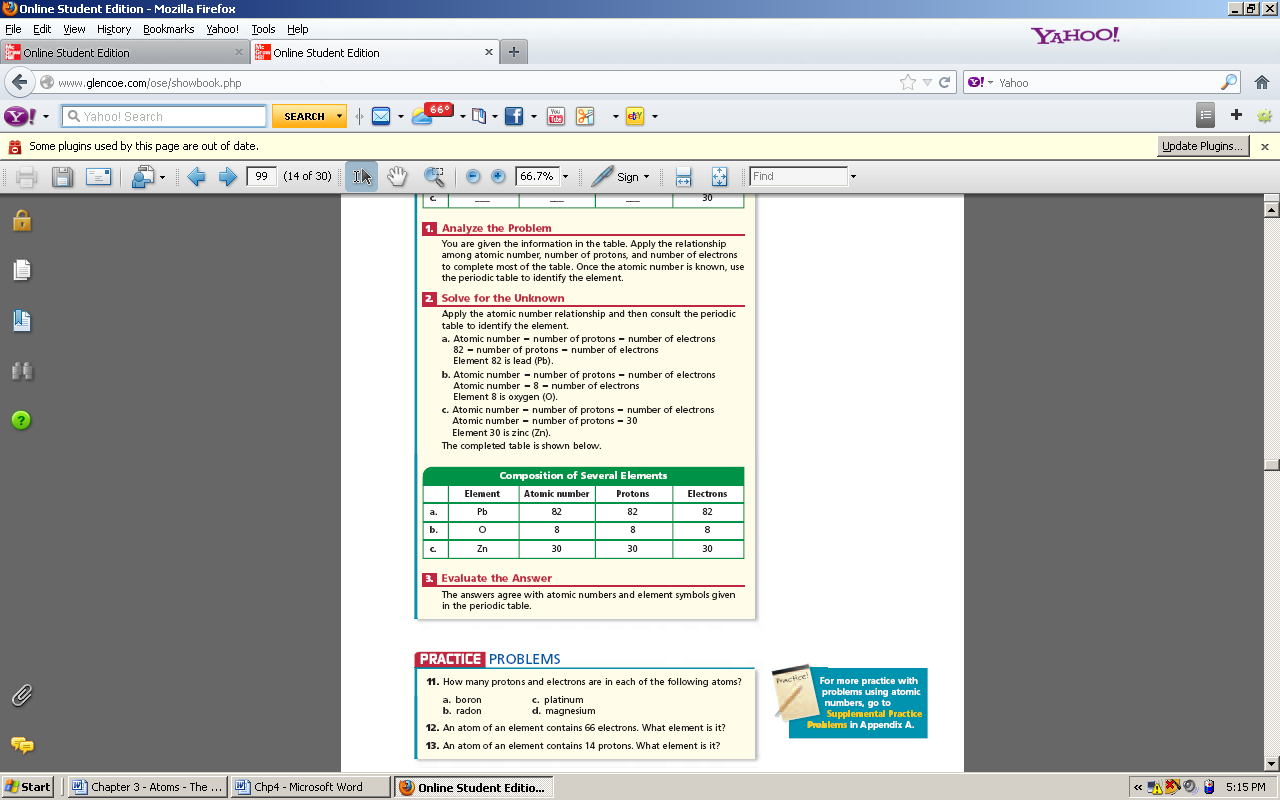 Online Student Edition - Mozilla Firefox
File Edit View History Bookmarks Yahoo! Tools Help
YAHOO!
Online Student Edition
Online Student Edition
www.glencoe.com/ose/showbook.php
Yahoo
Y! Yahoo! Search SEARCH 66° You Tube eBY
Some plugins used by this page are out of date. Update Plugins...
99 (14 of 30) 66.7% Sign Find
c. ___ ___ ___ 30
1. Analyze the Problem
You are given the information in the table. Apply the relationship
among atomic number, number of protons, and number of electrons
to complete most of the table. Once the atomic number is known, use
the periodic table to identify the element.
2. Solve for the Unknown
Apply the atomic number relationship and then consult the periodic
table to identify the element.
a. Atomic number = number of protons = number of electrons
82 = number of protons = number of electrons
Element 82 is lead (Pb).
b. Atomic number = number of protons = number of electrons
Atomic number = 8 = number of electrons
Element 8 is oxygen (O).
c. Atomic number = number of protons = number of electrons
Atomic number = number of protons = 30
Element 30 is zinc (Zn).
The completed table is shown below.
Composition of Several Elements
Element Atomic number Protons Electrons
a. Pb 82 82 82
b. O 8 8 8
c. Zn 30 30 30
3. Evaluate the Answer
The answers agree with atomic numbers and element symbols given
in the periodic table.
PRACTICE PROBLEMS
11. How many protons and electrons are in each of the following atoms?
a. boron c. platinum
b. radon d. magnesium
12. An atom of an element contains 66 electrons. What element is it?
13. An atom of an element contains 14 protons. What element is it?
Practice!
For more practice with
problems using atomic
numbers, go to
Supplemental Practice
Problems in Appendix A.
Start Chapter 3 - Atoms - The ... Chp4 - Microsoft Word Online Student Editio... 5:15 PM